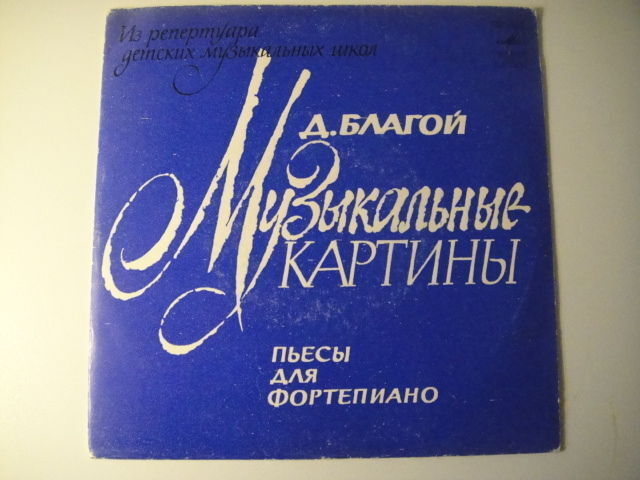 Из репертуара
детских музыкальных школ
Д.БЛАГОЙ
Музыкальные
КАРТИНЫ
ПЬЕСЫ
ДЛЯ
ФОРТЕПИАНО